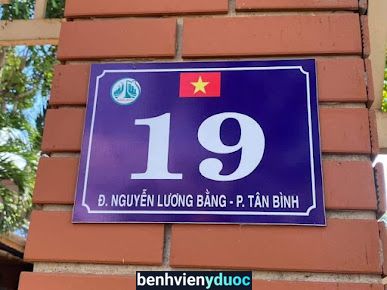 19
Đ. NGUYỄN LƯƠNG BẰNG - P. TÂN BÌNH
benhvienyduoc